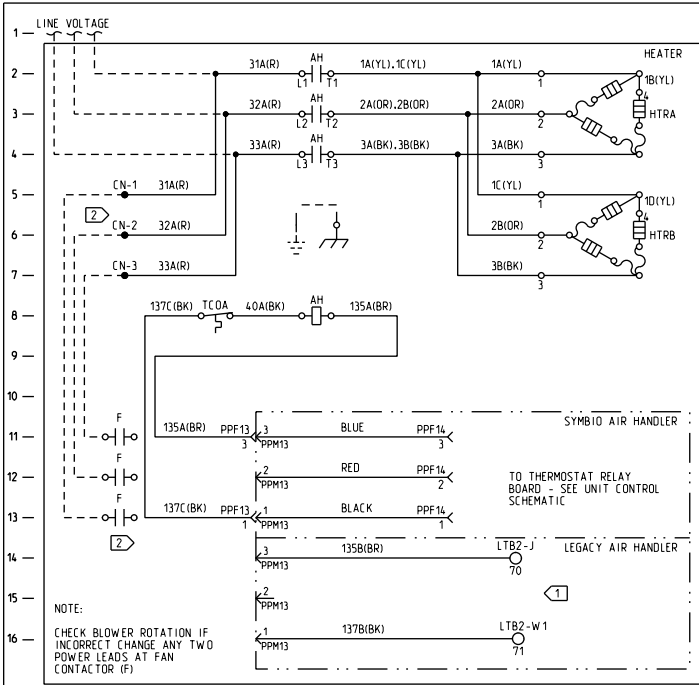 1 LINE VOLTAGE
HEATER
2 31A(R) AH 1A(YL).1C(YL) 1A(YL) 1B(YL)
L1 T1 1 4
3 32A(R) 2A(OR).2B(OR) 2A(OR) HTRA
L2 T2 2
4 33A(R) 3A(BK).3B(BK) 3A(BK)
L3 T3 3
5 CN-1 31A(R) 1C(YL) 1D(YL)
2 1 4
6 CN-2 32A(R) 2B(OR) HTRB
2
7 CN-3 33A(R) 3B(BK)
3
8 137C(BK) TCOA 40A(BK) AH 135A(BR)
9
10
SYMBIO AIR HANDLER
11 F 135A(BR) PPF13 3 BLUE PPF14
3 PPM13 3
12 F 2 RED PPF14
PPM13 2
TO THERMOSTAT RELAY
BOARD - SEE UNIT CONTROL
SCHEMATIC
13 F 137C(BK) PPF13 1 BLACK PPF14
1 PPM13 1
2
LEGACY AIR HANDLER
14 3 135B(BR) LTB2-J
PPM13 70
15 2 1
PPM13
NOTE:
16 1 137B(BK) LTB2-W1
PPM13 71
CHECK BLOWER ROTATION IF
INCORRECT CHANGE ANY TWO
POWER LEADS AT FAN
CONTACTOR (F)